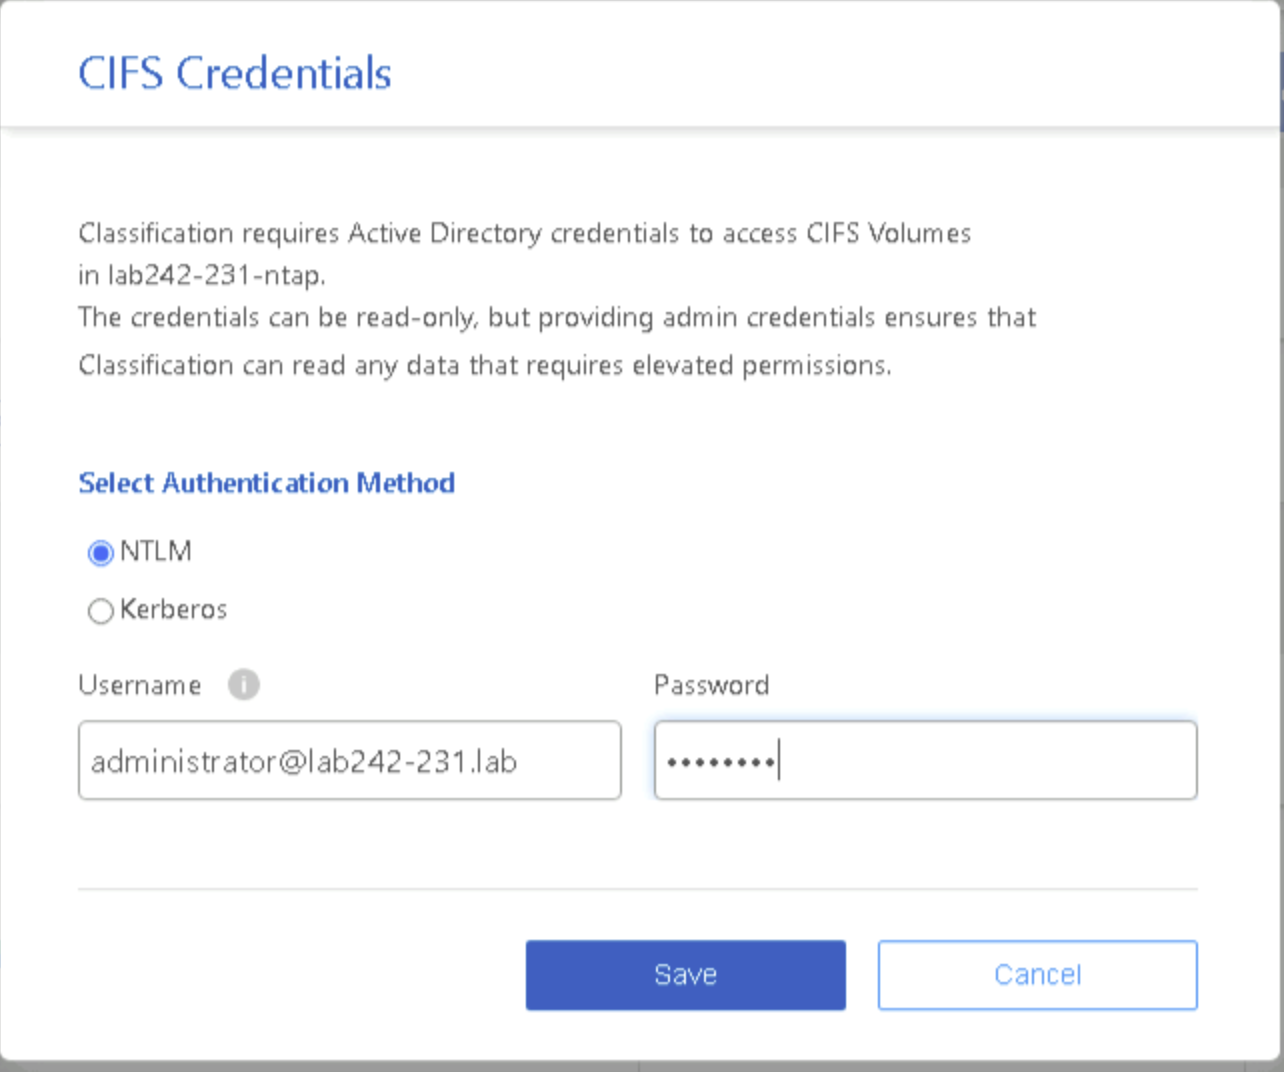 CIFS Credentials
Classification requires Active Directory credentials to access CIFS Volumes
in lab242-231-ntap.
The credentials can be read-only, but providing admin credentials ensures that
Classification can read any data that requires elevated permissions.
Select Authentication Method
NTLM
Kerberos
Username i Password
administrator@lab242-231.lab ••••••••
Save Cancel